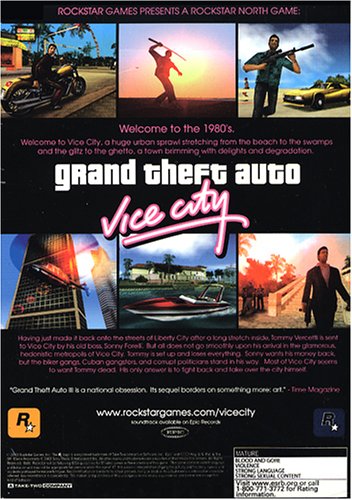 ROCKSTAR GAMES PRESENTS A ROCKSTAR NORTH GAME:
Welcome to the 1980's.
Welcome to Vice City, a huge urban sprawl stretching from the beach to the swamps
and the glitz to the ghetto, a town brimming with delights and degradation.
grand theft auto
Vice City
Having just made it back onto the streets of Liberty City after a long stretch inside, Tommy Vercetti is sent
to Vice City by his old boss, Sonny Forelli. But all does not go smoothly upon his arrival in the glamorous,
hedonistic metropolis of Vice City. Tommy is set up and loses everything. Sonny wants his money back,
but the biker gangs, Cuban gangsters, and corrupt politicians stand in his way. Most of Vice City seems
to want Tommy dead. His only answer is to fight back and take over the city himself.
"Grand Theft Auto III is a national obsession. Its sequel borders on something more: art." - Time Magazine
www.rockstargames.com/vicecity
soundtrack available on Epic Records
R
R
TAKE-TWO
MATURE
BLOOD AND GORE
VIOLENCE
STRONG LANGUAGE
STRONG SEXUAL CONTENT
Visit www.esrb.org or call
1-800-771-3772 for Rating
Information.